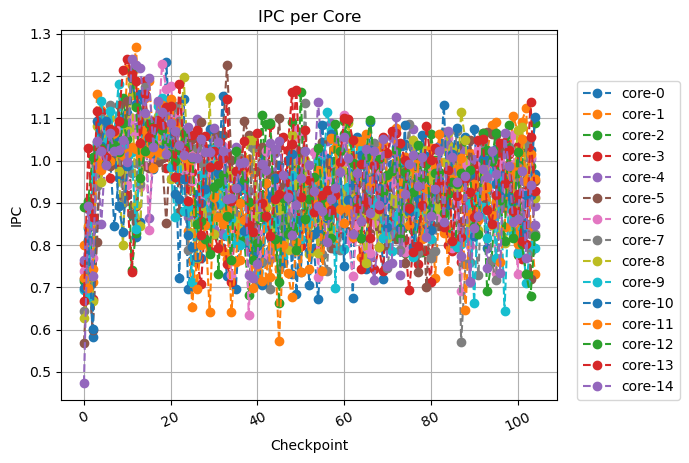 IPC per Core
1.3
1.2
1.1
1.0
0.9
0.8
0.7
0.6
0.5
IPC
0
20
40
60
80
100
Checkpoint
core-0
core-1
core-2
core-3
core-4
core-5
core-6
core-7
core-8
core-9
core-10
core-11
core-12
core-13
core-14